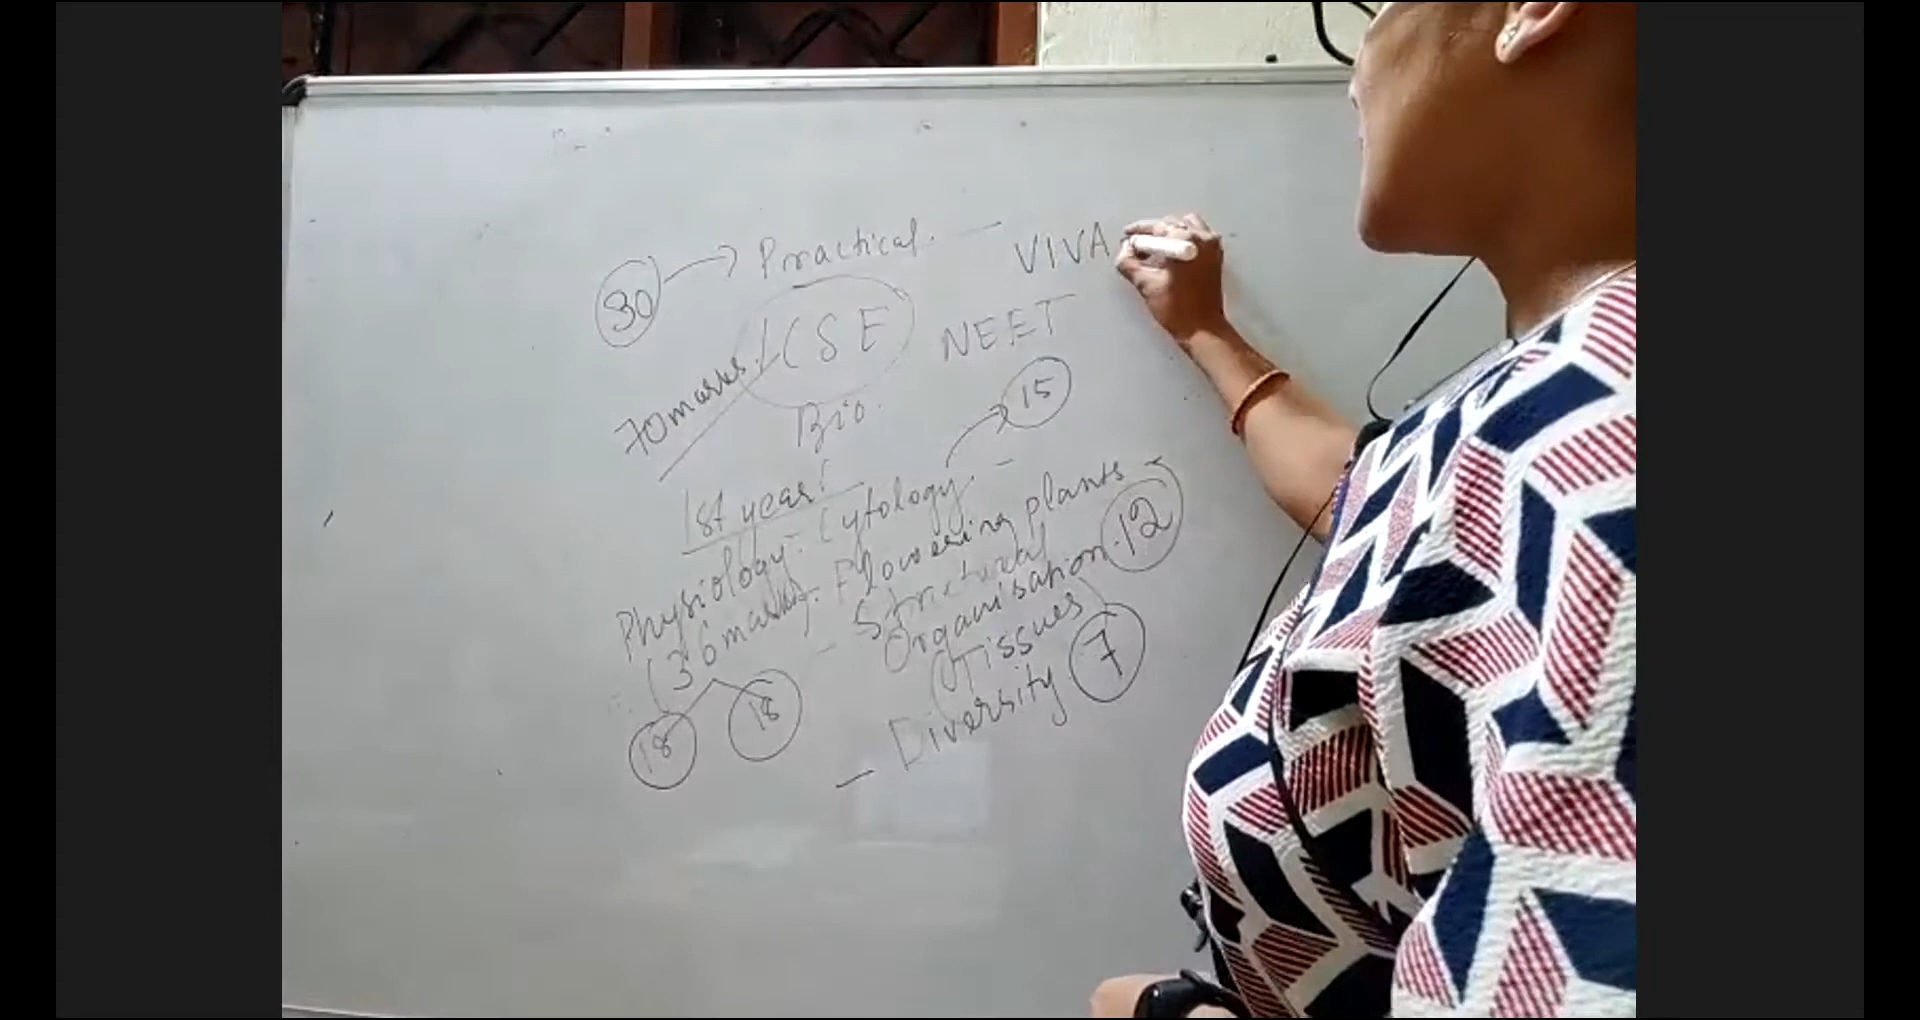 30 → Practical. — VIVA
70 marks. ICSE NEET
Bio. 15
1st year!
Physiology. - Cytology. -
(36 marks). - Flowering plants -
- Structural
Organisation. 12
Tissues
18 18
- Diversity 7